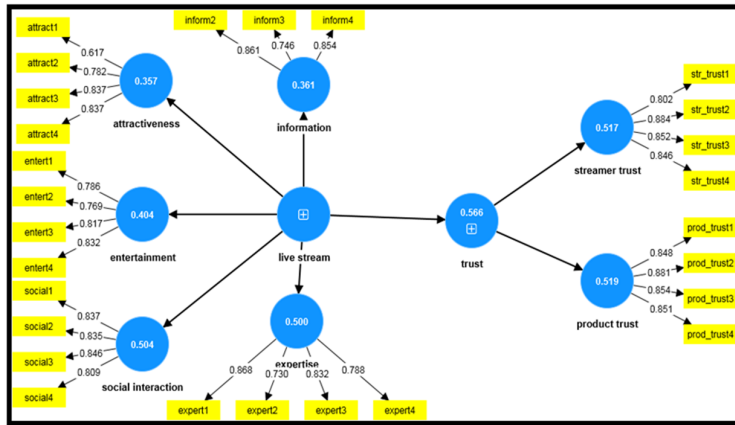 attract1
attract2
attract3
attract4
0.617
0.782
0.837
0.837
0.357
attractiveness
inform2
inform3
inform4
0.861
0.746
0.854
0.361
information
entert1
entert2
entert3
entert4
0.786
0.769
0.817
0.832
0.404
entertainment
social1
social2
social3
social4
0.837
0.835
0.846
0.809
0.504
social interaction
live stream
0.500
expertise
0.868
0.730
0.832
0.788
expert1
expert2
expert3
expert4
0.566
trust
0.517
streamer trust
0.802
0.884
0.852
0.846
str_trust1
str_trust2
str_trust3
str_trust4
0.519
product trust
0.848
0.881
0.854
0.851
prod_trust1
prod_trust2
prod_trust3
prod_trust4